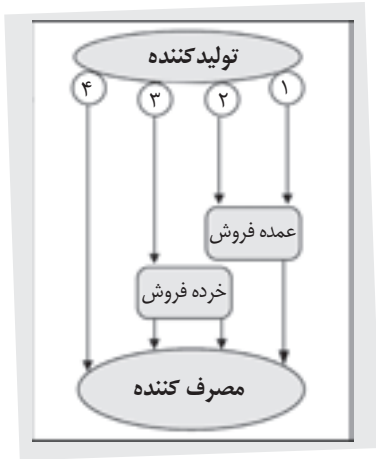 تولیدکننده
۱ ۲ ۳ ۴
عمده فروش
خرده فروش
مصرف کننده